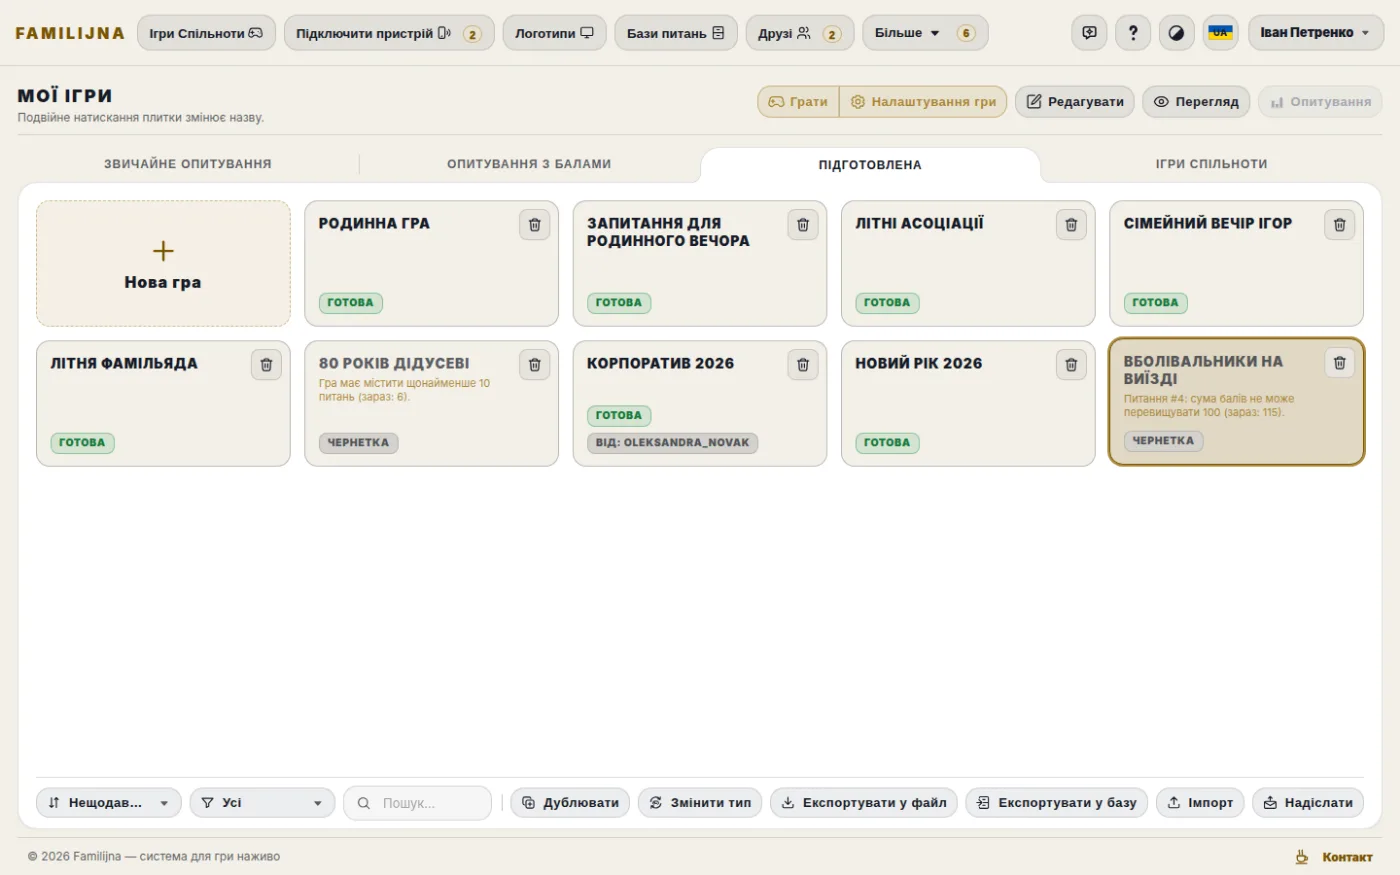 FAMILIJNA
Ігри Спільноти
Підключити пристрій 2
Логотипи
Бази питань
Друзі 2
Більше 6
?
UA
Іван Петренко
МОЇ ІГРИ
Подвійне натискання плитки змінює назву.
Грати
Налаштування гри
Редагувати
Перегляд
Опитування
ЗВИЧАЙНЕ ОПИТУВАННЯ
ОПИТУВАННЯ З БАЛАМИ
ПІДГОТОВЛЕНА
ІГРИ СПІЛЬНОТИ
Нова гра
РОДИННА ГРА
ГОТОВА
ЗАПИТАННЯ ДЛЯ
РОДИННОГО ВЕЧОРА
ГОТОВА
ЛІТНІ АСОЦІАЦІЇ
ГОТОВА
СІМЕЙНИЙ ВЕЧІР ІГОР
ГОТОВА
ЛІТНЯ ФАМІЛЬЯДА
ГОТОВА
80 РОКІВ ДІДУСЕВІ
Гра має містити щонайменше 10
питань (зараз: 6).
ЧЕРНЕТКА
КОРПОРАТИВ 2026
ГОТОВА
ВІД: OLEKSANDRA_NOVAK
НОВИЙ РІК 2026
ГОТОВА
ВБОЛІВАЛЬНИКИ НА
ВИЇЗДІ
Питання #4: сума балів не може
перевищувати 100 (зараз: 115).
ЧЕРНЕТКА
Нещодав...
Усі
Пошук...
Дублювати
Змінити тип
Експортувати у файл
Експортувати у базу
Імпорт
Надіслати
© 2026 Familijna — система для гри наживо
Контакт